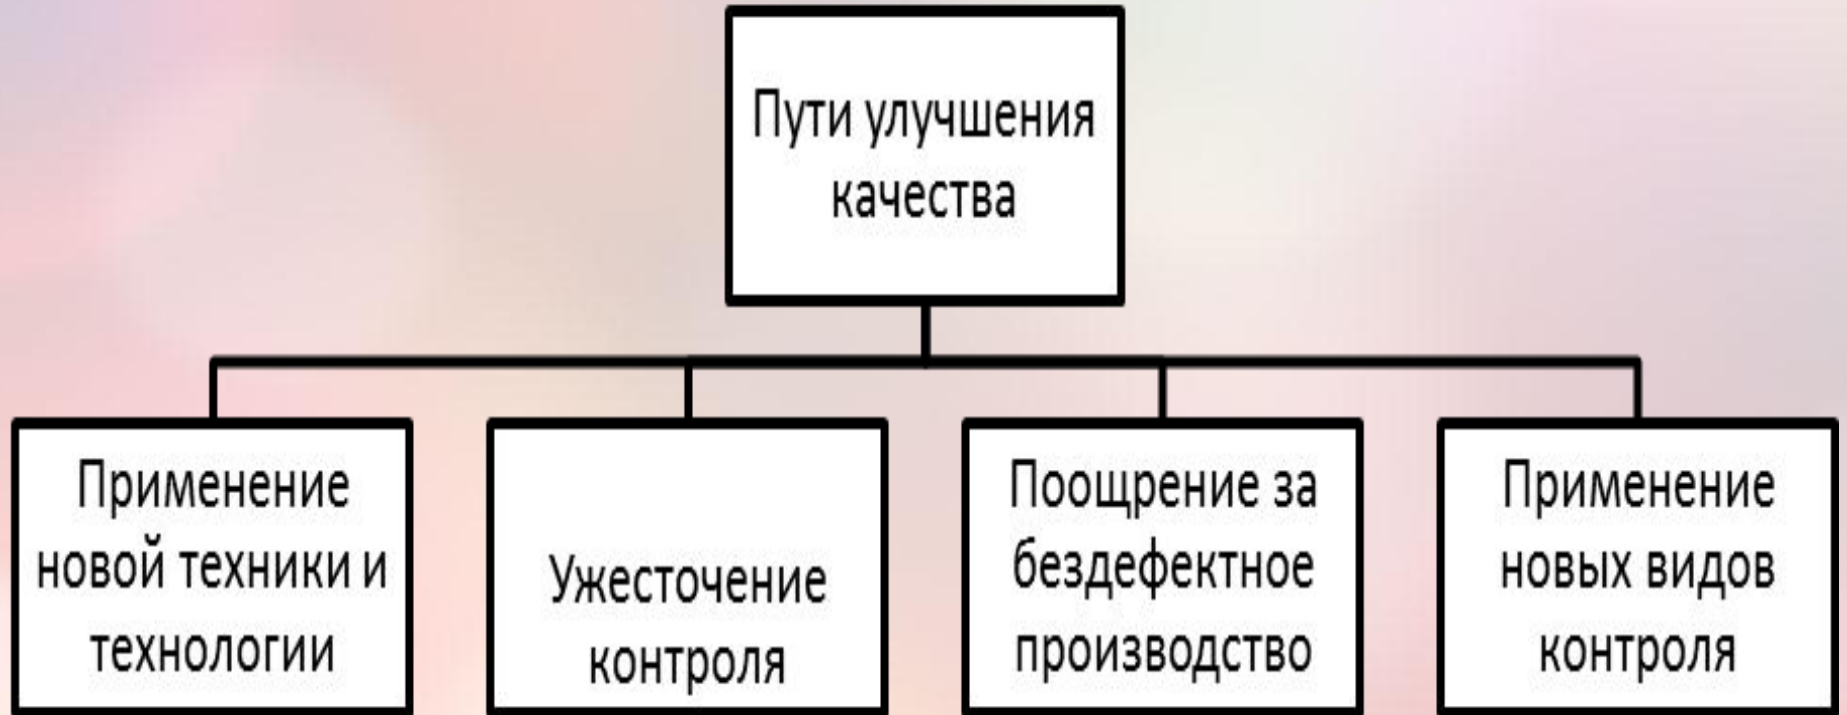 Пути улучшения
качества
Применение
новой техники и
технологии
Ужесточение
контроля
Поощрение за
бездефектное
производство
Применение
новых видов
контроля